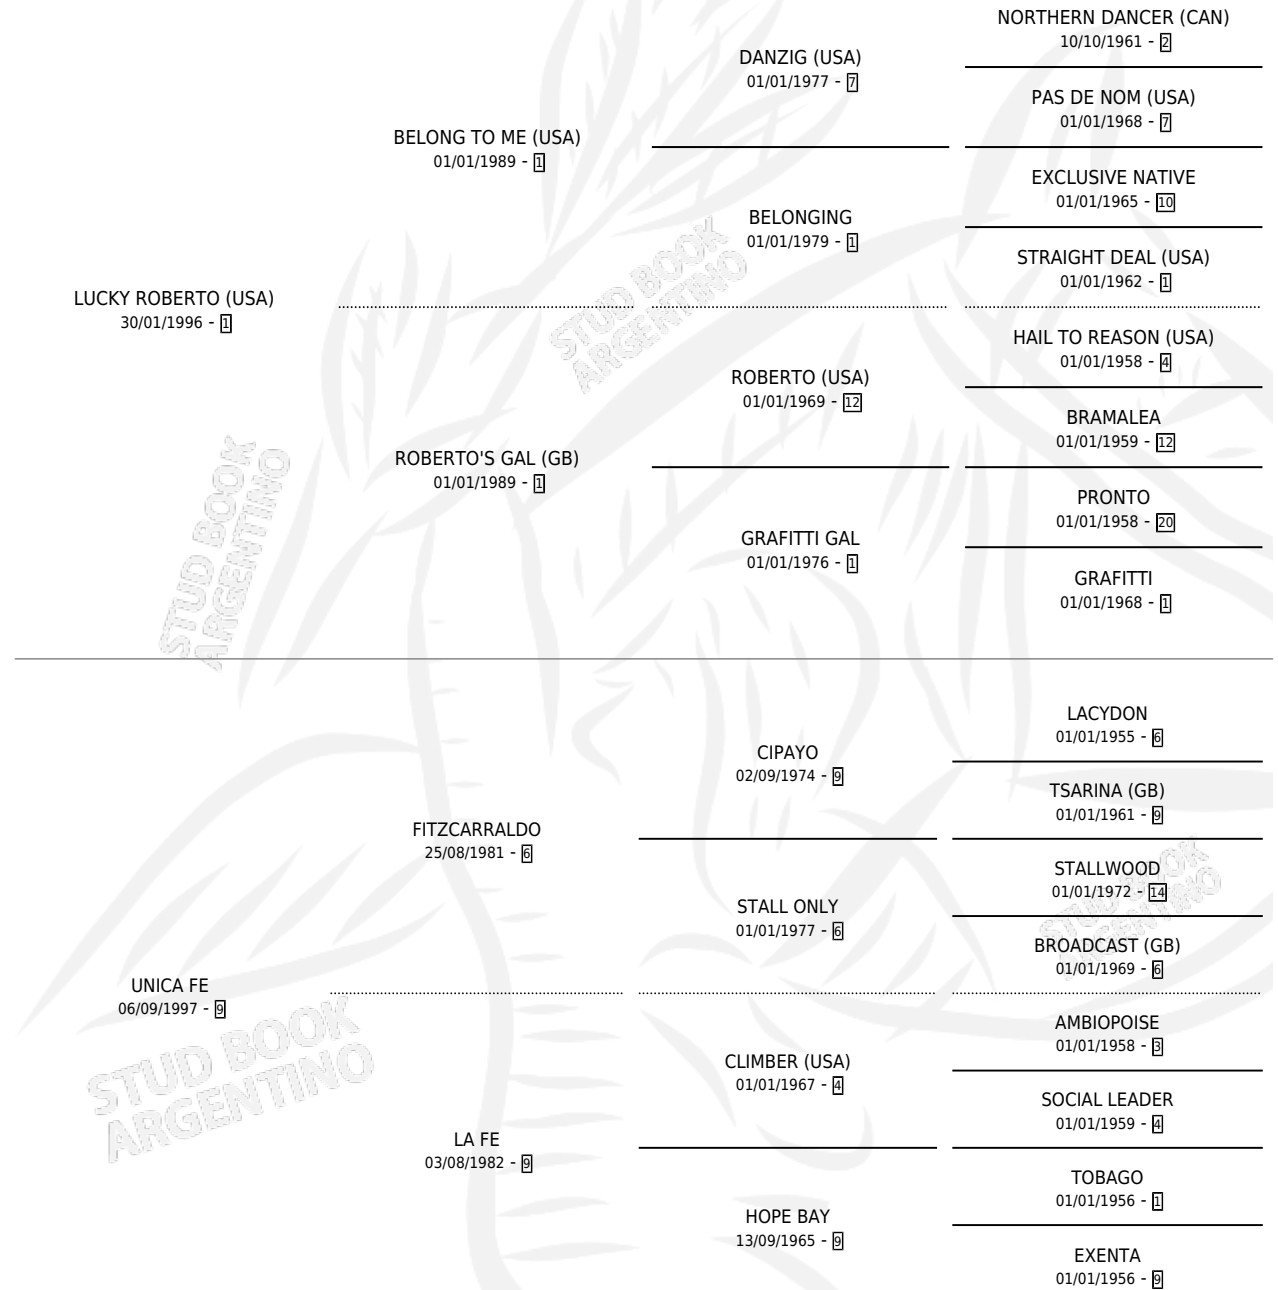 NORTHERN DANCER (CAN)
10/10/1961 - 2
DANZIG (USA)
01/01/1977 - 7
PAS DE NOM (USA)
01/01/1968 - 7
BELONG TO ME (USA)
01/01/1989 - 1
EXCLUSIVE NATIVE
01/01/1965 - 10
BELONGING
01/01/1979 - 1
STRAIGHT DEAL (USA)
01/01/1962 - 1
LUCKY ROBERTO (USA)
30/01/1996 - 1
HAIL TO REASON (USA)
01/01/1958 - 4
ROBERTO (USA)
01/01/1969 - 12
BRAMALEA
01/01/1959 - 12
ROBERTO'S GAL (GB)
01/01/1989 - 1
PRONTO
01/01/1958 - 20
GRAFITTI GAL
01/01/1976 - 1
GRAFITTI
01/01/1968 - 1
STUD BOOK
ARGENTINO
STUD BOOK
ARGENTINO
LACYDON
01/01/1955 - 6
CIPAYO
02/09/1974 - 9
TSARINA (GB)
01/01/1961 - 9
FITZCARRALDO
25/08/1981 - 6
STALLWOOD
01/01/1972 - 14
STALL ONLY
01/01/1977 - 6
BROADCAST (GB)
01/01/1969 - 6
UNICA FE
06/09/1997 - 9
AMBIOPOISE
01/01/1958 - 3
CLIMBER (USA)
01/01/1967 - 4
SOCIAL LEADER
01/01/1959 - 4
LA FE
03/08/1982 - 9
TOBAGO
01/01/1956 - 1
HOPE BAY
13/09/1965 - 9
EXENTA
01/01/1956 - 9
STUD BOOK
ARGENTINO
STUD BOOK
ARGENTINO